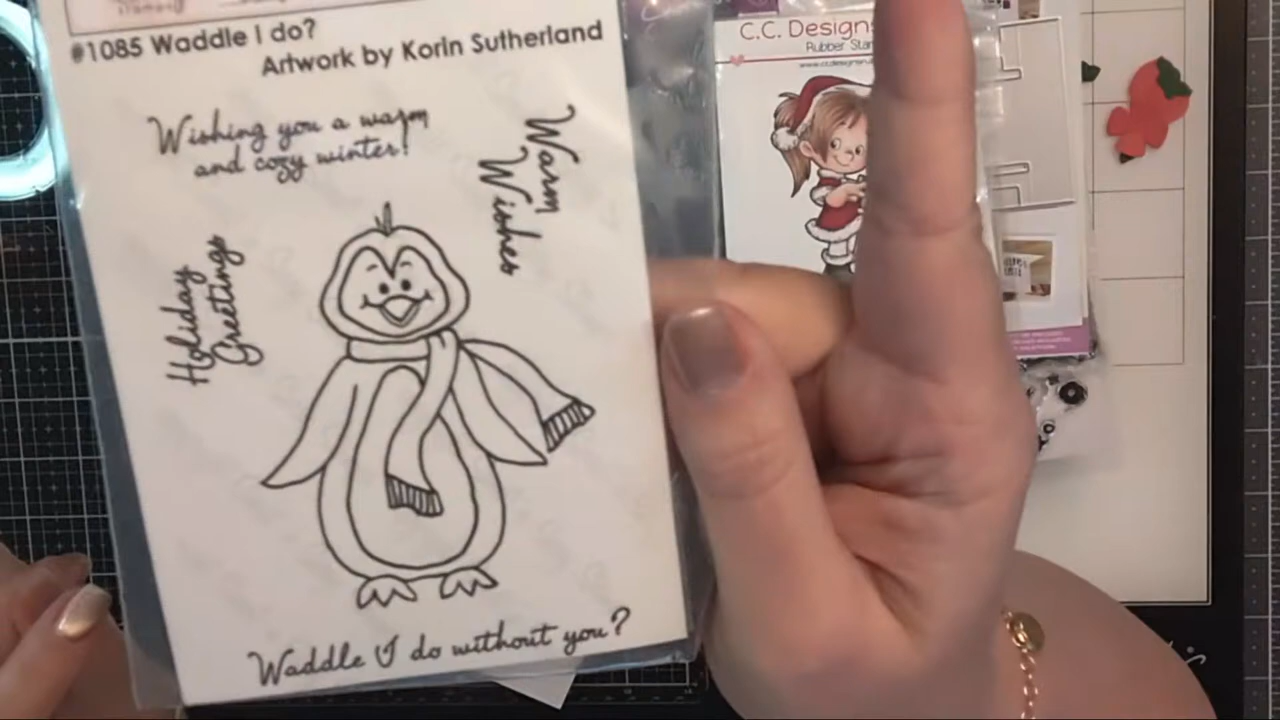 #1085 Waddle I do?
Artwork by Korin Sutherland
Wishing you a warm
and cozy winter!
Warm
Wishes
Holiday
Greetings
Waddle I do without you?
C.C. Designs
Rubber